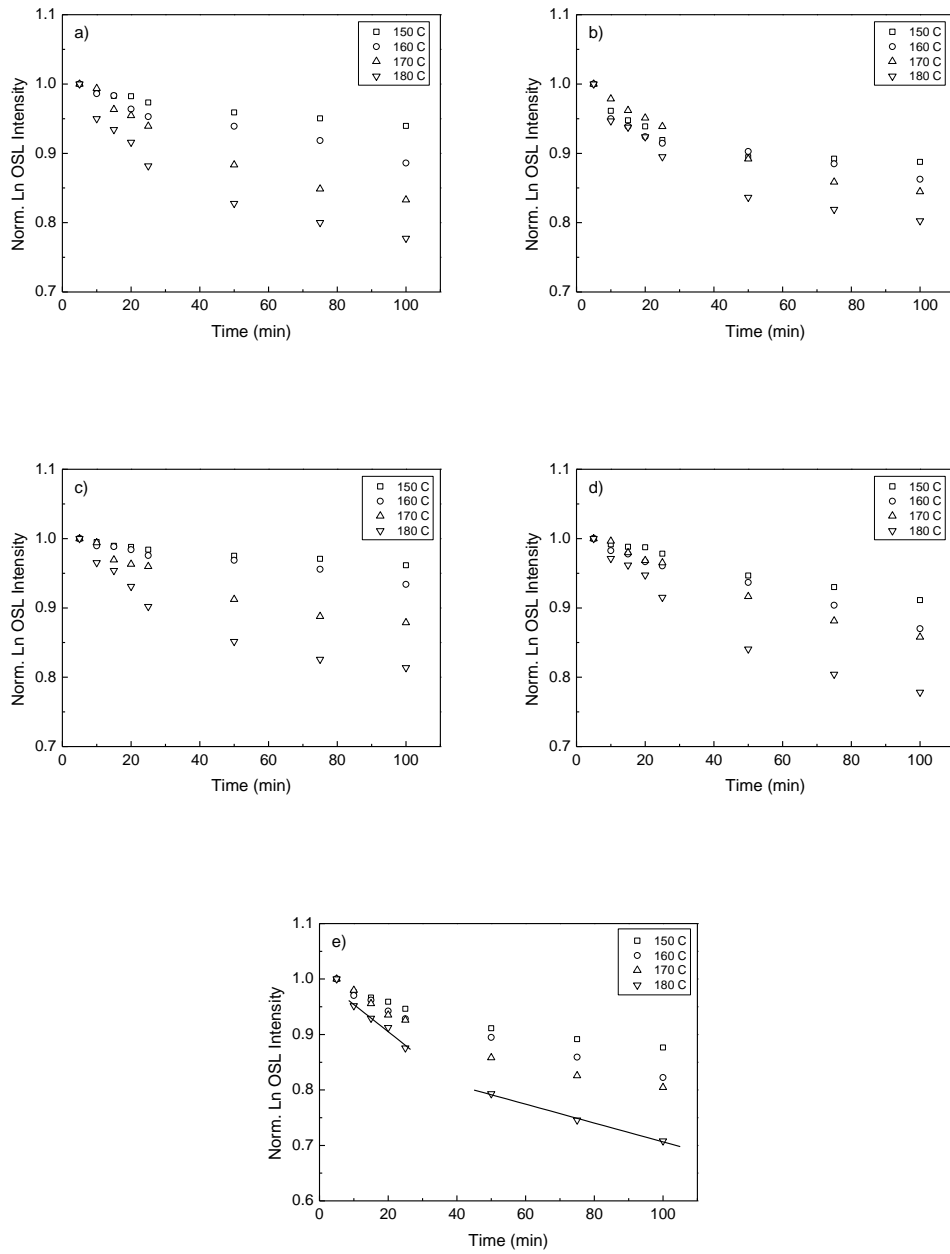 a)
150 C
160 C
170 C
180 C
1.1
1.0
0.9
0.8
0.7
Norm. Ln OSL Intensity
0 20 40 60 80 100
Time (min)
b)
150 C
160 C
170 C
180 C
1.1
1.0
0.9
0.8
0.7
Norm. Ln OSL Intensity
0 20 40 60 80 100
Time (min)
c)
150 C
160 C
170 C
180 C
1.1
1.0
0.9
0.8
0.7
Norm. Ln OSL Intensity
0 20 40 60 80 100
Time (min)
d)
150 C
160 C
170 C
180 C
1.1
1.0
0.9
0.8
0.7
Norm. Ln OSL Intensity
0 20 40 60 80 100
Time (min)
e)
150 C
160 C
170 C
180 C
1.1
1.0
0.9
0.8
0.7
0.6
Norm. Ln OSL Intensity
0 20 40 60 80 100
Time (min)